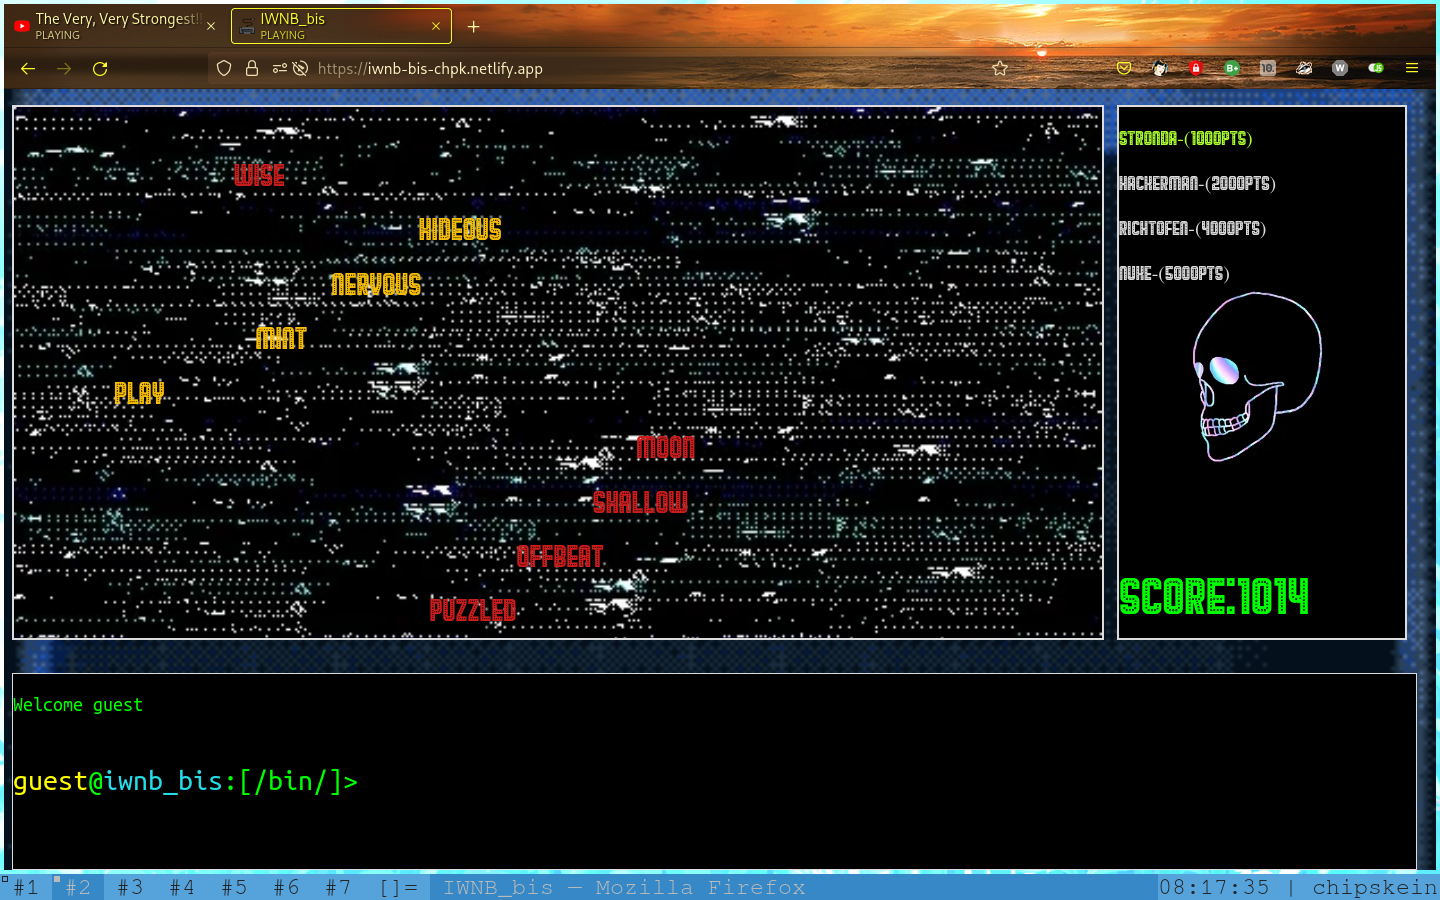 The Very, Very Strongest!!
PLAYING
IWNB_bis
PLAYING
https://iwnb-bis-chpk.netlify.app
B+
10.
W
WISE
HIDEOUS
NERVOUS
PLAY
MOON
SHALLOW
OFFBEAT
PUZZLED
STRONDA-(1000PTS)
HACKERMAN-(2000PTS)
RICHTOFEN-(4000PTS)
NUKE-(5000PTS)
SCORE:1014
Welcome guest
guest@iwnb_bis:[/bin/]>
#1 #2 #3 #4 #5 #6 #7 []= IWNB_bis — Mozilla Firefox 08:17:35 | chipskein